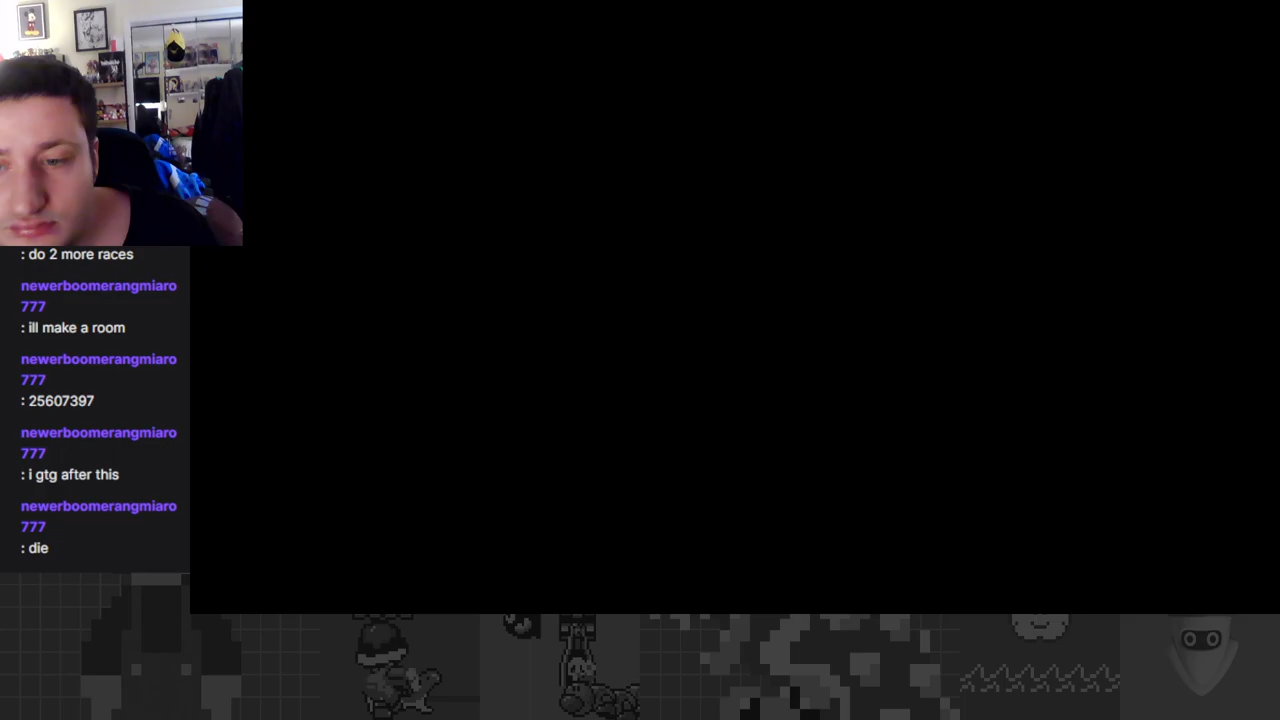 : do 2 more races
newerboomerangmiaro
777
: ill make a room
newerboomerangmiaro
777
: 25607397
newerboomerangmiaro
777
: i gtg after this
newerboomerangmiaro
777
: die